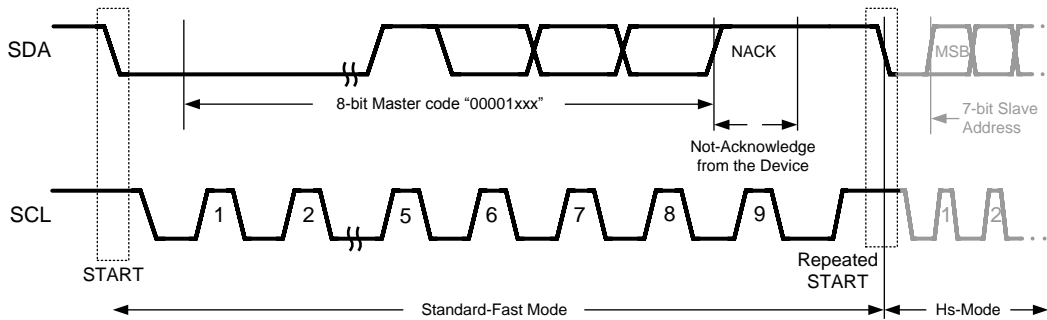 SDA
NACK
MSB
8-bit Master code “00001xxx”
7-bit Slave
Address
Not-Acknowledge
from the Device
SCL
1 2 5 6 7 8 9 1 2
START
Repeated
START
Standard-Fast Mode
Hs-Mode